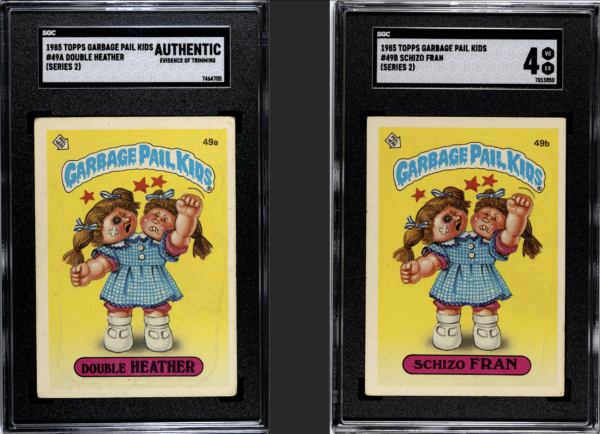 SGC
1985 TOPPS GARBAGE PAIL KIDS
#49A DOUBLE HEATHER
(SERIES 2)
AUTHENTIC
EVIDENCE OF TRIMMING
7464705
49a
GARBAGE PAIL KIDS
DOUBLE HEATHER
SGC
1985 TOPPS GARBAGE PAIL KIDS
#49B SCHIZO FRAN
(SERIES 2)
4
VG
EX
7013850
49b
GARBAGE PAIL KIDS
SCHIZO FRAN